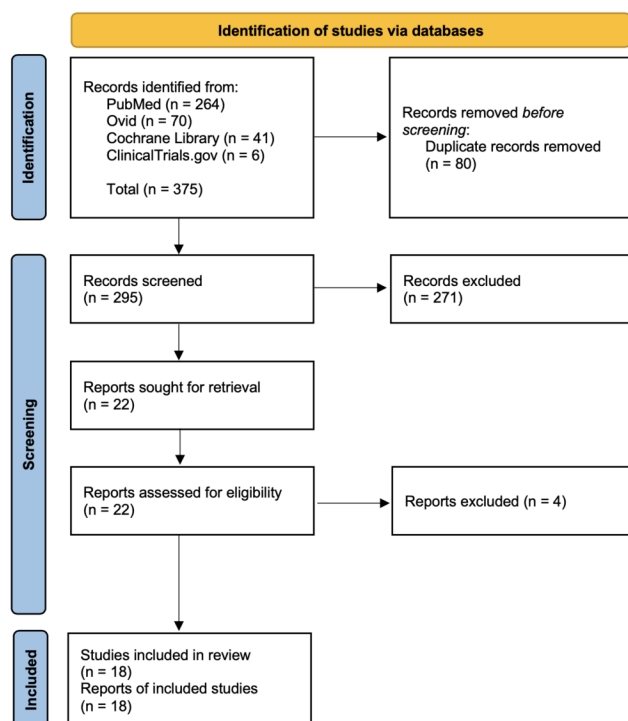 Identification of studies via databases
Identification
Records identified from:
PubMed (n = 264)
Ovid (n = 70)
Cochrane Library (n = 41)
ClinicalTrials.gov (n = 6)
Total (n = 375)
Records removed before
screening:
Duplicate records removed
(n = 80)
Screening
Records screened
(n = 295)
Records excluded
(n = 271)
Reports sought for retrieval
(n = 22)
Reports assessed for eligibility
(n = 22)
Reports excluded (n = 4)
Included
Studies included in review
(n = 18)
Reports of included studies
(n = 18)